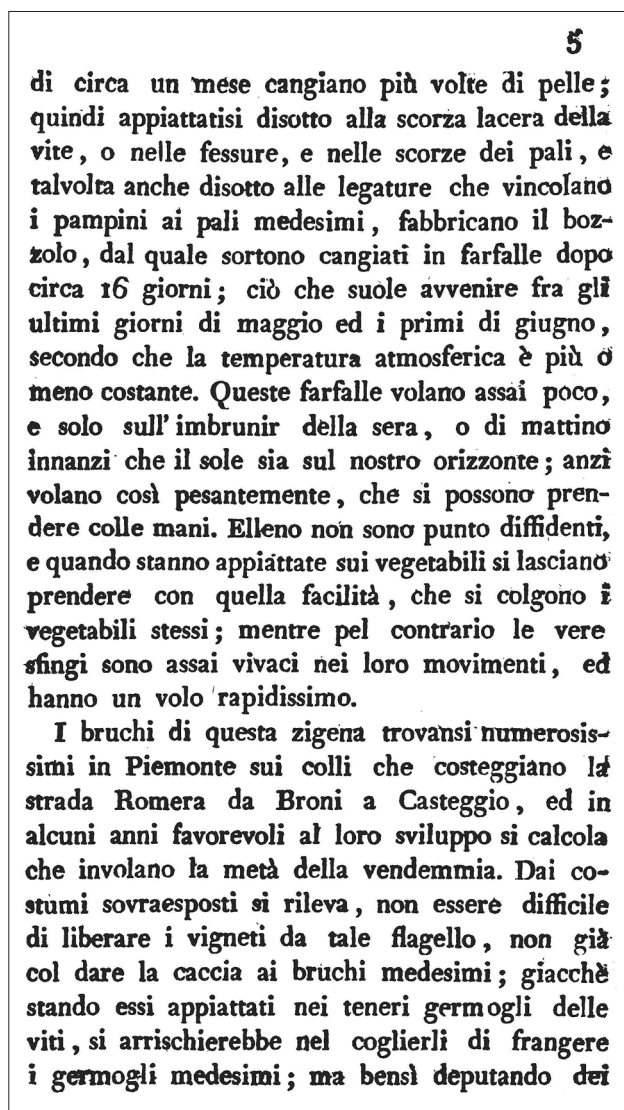 5
di circa un mese cangiano più volte di pelle;
quindi appiattatisi disotto alla scorza lacera della
vite, o nelle fessure, e nelle scorze dei pali, e
talvolta anche disotto alle legature che vincolano
i pampini ai pali medesimi, fabbricano il boz-
zolo, dal quale sortono cangiati in farfalle dopo
circa 16 giorni; ciò che suole avvenire fra gli
ultimi giorni di maggio ed i primi di giugno,
secondo che la temperatura atmosferica è più o
meno costante. Queste farfalle volano assai poco,
e solo sull' imbrunir della sera, o di mattino
innanzi che il sole sia sul nostro orizzonte; anzi
volano così pesantemente, che si possono pren-
dere colle mani. Elleno non sono punto diffidenti,
e quando stanno appiattate sui vegetabili si lasciano
prendere con quella facilità, che si colgono i
vegetabili stessi; mentre pel contrario le vere
sfingi sono assai vivaci nei loro movimenti, ed
hanno un volo rapidissimo.
I bruchi di questa zigena trovansi numerosis-
simi in Piemonte sui colli che costeggiano la
strada Romera da Broni a Casteggio, ed in
alcuni anni favorevoli al loro sviluppo si calcola
che involano la metà della vendemmia. Dai co-
stumi sovraesposti si rileva, non essere difficile
di liberare i vigneti da tale flagello, non già
col dare la caccia ai bruchi medesimi; giacchè
stando essi appiattati nei teneri germogli delle
viti, si arrischierebbe nel coglierli di frangere
i germogli medesimi; ma bensì deputando dei